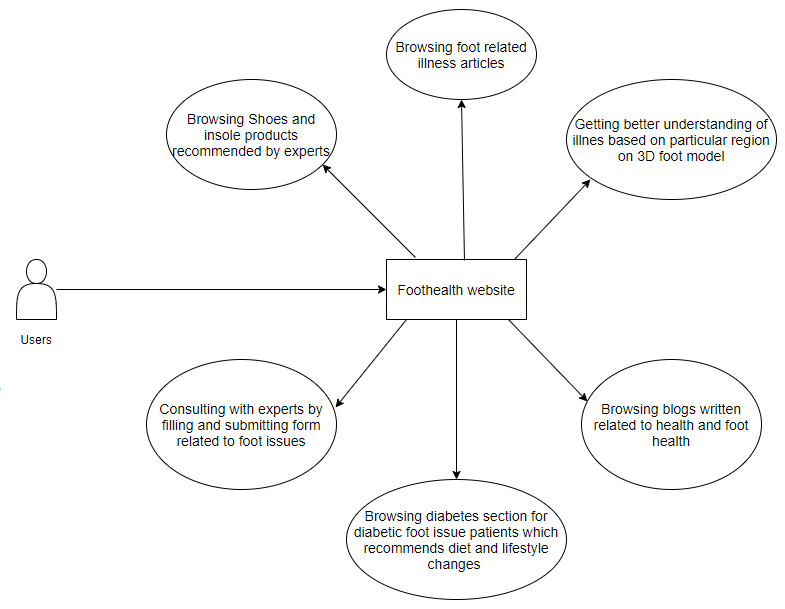 Browsing foot related
illness articles
Browsing Shoes and
insole products
recommended by experts
Getting better understanding of
illnes based on particular region
on 3D foot model
Foothealth website
Users
Consulting with experts by
filling and submitting form
related to foot issues
Browsing blogs written
related to health and foot
health
Browsing diabetes section for
diabetic foot issue patients which
recommends diet and lifestyle
changes